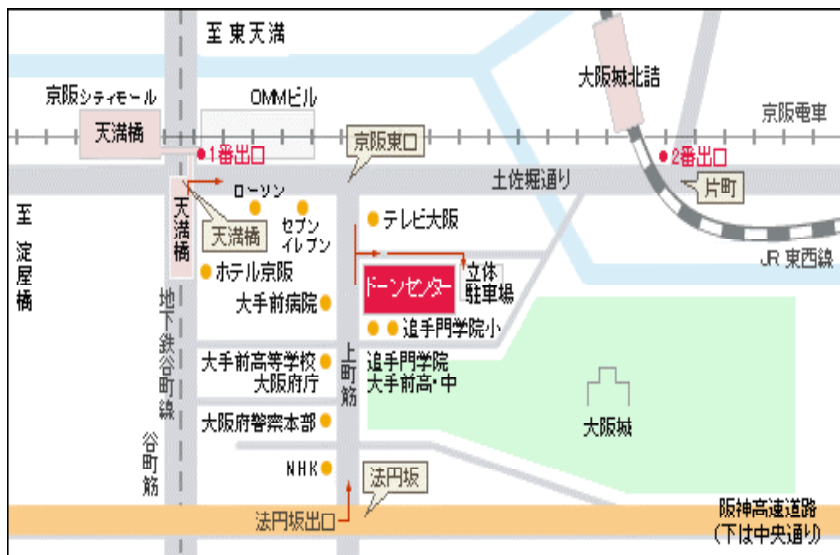 至東天満
京阪シティモール
OMMビル
大阪城北詰
京阪電車
天満橋
1番出口
京阪東口
2番出口
土佐堀通り
片町
至淀屋橋
天満橋
天満橋
ローソン
セブン
イレブン
テレビ大阪
JR東西線
ホテル京阪
ドーンセンター
立体
駐車場
大手前病院
追手門学院小
地下鉄谷町線
大手前高等学校
大阪府庁
上町筋
追手門学院
大手前高・中
大阪城
大阪府警察本部
谷町筋
NHK
法円坂
法円坂出口
阪神高速道路
(下は中央通り)